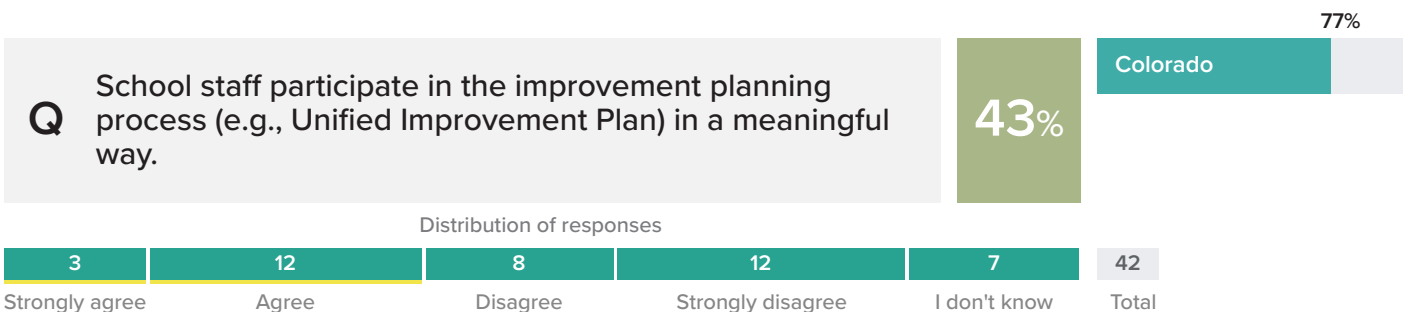 77%
Colorado
Q
School staff participate in the improvement planning
process (e.g., Unified Improvement Plan) in a meaningful
way.
43%
Distribution of responses
3 12 8 12 7 42
Strongly agree Agree Disagree Strongly disagree I don't know Total